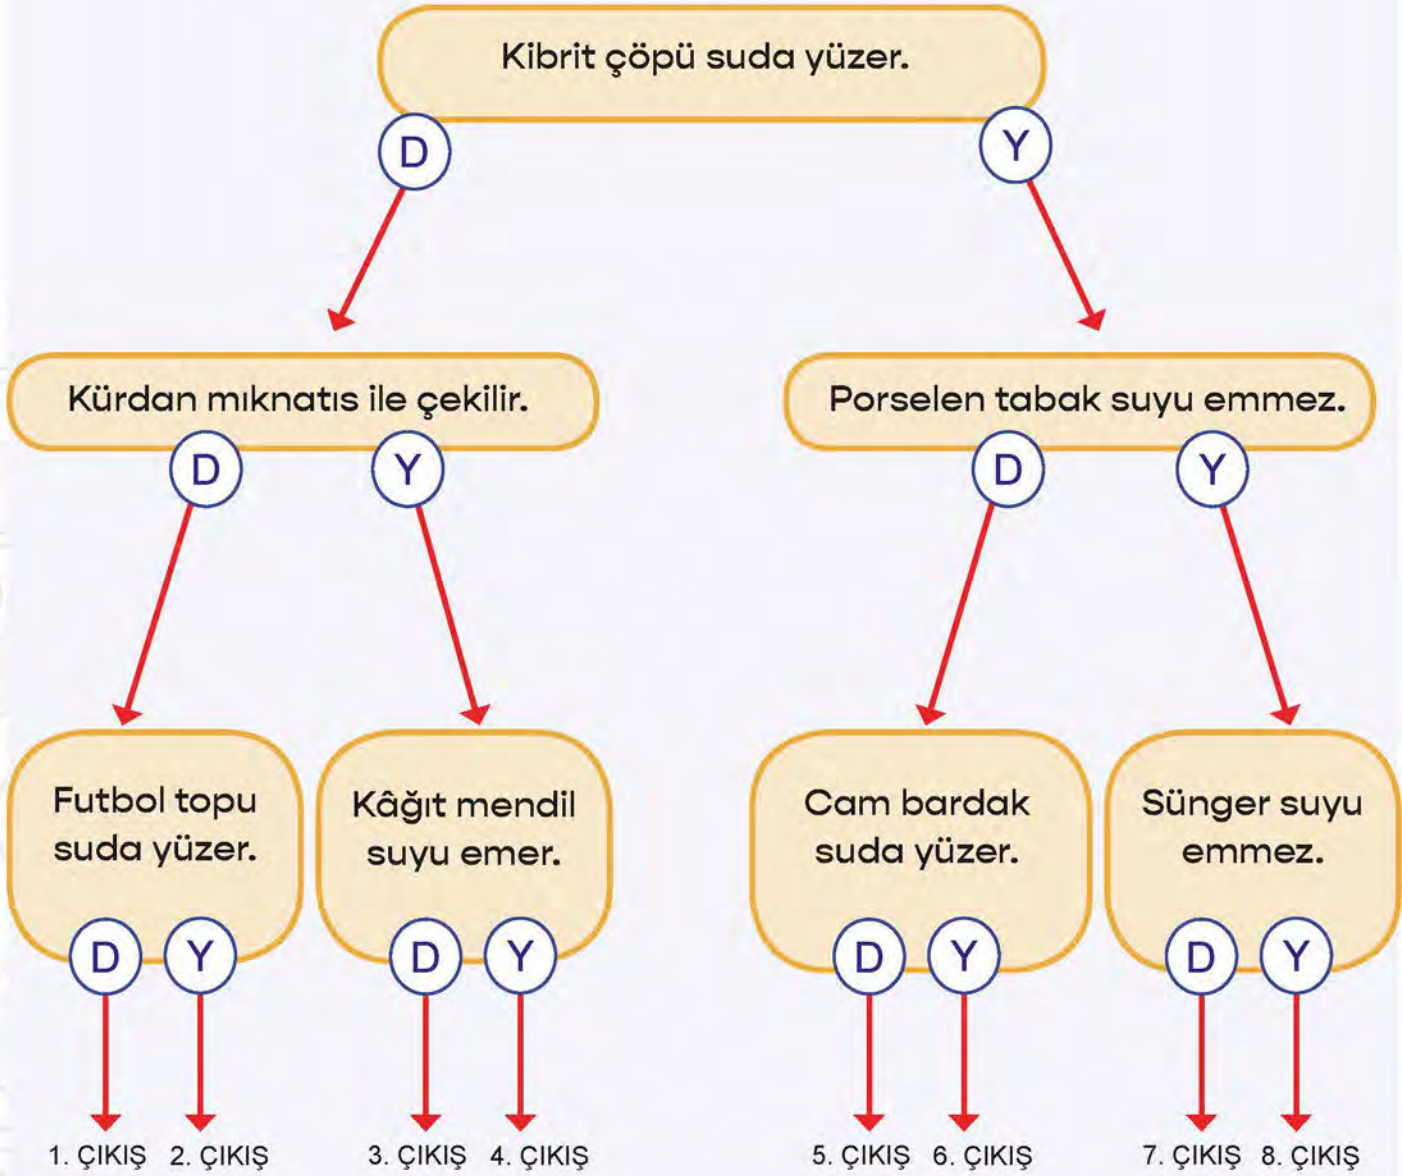 Kibrit çöpü suda yüzer.
D
Y
Kürdan mıknatıs ile çekilir.
Porselen tabak suyu emmez.
D
Y
D
Y
Futbol topu
suda yüzer.
Kâğıt mendil
suyu emer.
Cam bardak
suda yüzer.
Sünger suyu
emmez.
D
Y
D
Y
D
Y
D
Y
1. ÇIKIŞ
2. ÇIKIŞ
3. ÇIKIŞ
4. ÇIKIŞ
5. ÇIKIŞ
6. ÇIKIŞ
7. ÇIKIŞ
8. ÇIKIŞ